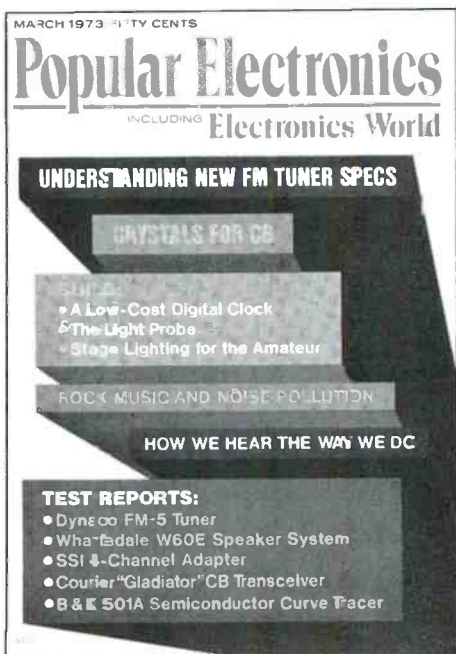 MARCH 1973 FIFTY CENTS
Popular Electronics
INCLUDING Electronics World
UNDERSTANDING NEW FM TUNER SPECS
CRYSTALS FOR CB
BUILD:
• A Low-Cost Digital Clock
• The Light Probe
• Stage Lighting for the Amateur
ROCK MUSIC AND NOISE POLLUTION
HOW WE HEAR THE WAY WE DO
TEST REPORTS:
• Dynaco FM-5 Tuner
• Wharfedale W60E Speaker System
• SSI 4-Channel Adapter
• Courier "Gladiator" CB Transceiver
• B & K 501A Semiconductor Curve Tracer